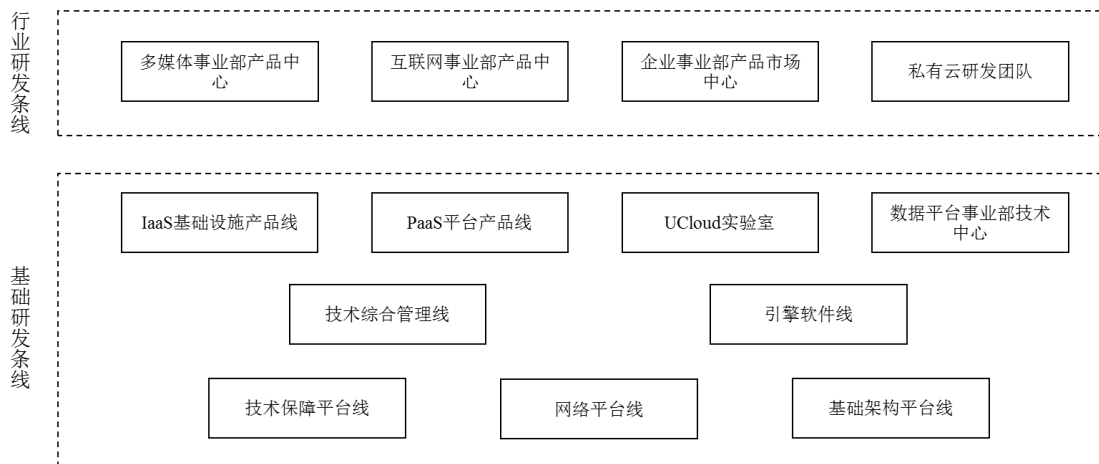 行业研发条线
多媒体事业部产品中
心
互联网事业部产品中
心
企业事业部产品市场
中心
私有云研发团队
基础研发条线
IaaS基础设施产品线
PaaS平台产品线
UCloud实验室
数据平台事业部技术
中心
技术综合管理线
引擎软件线
技术保障平台线
网络平台线
基础架构平台线